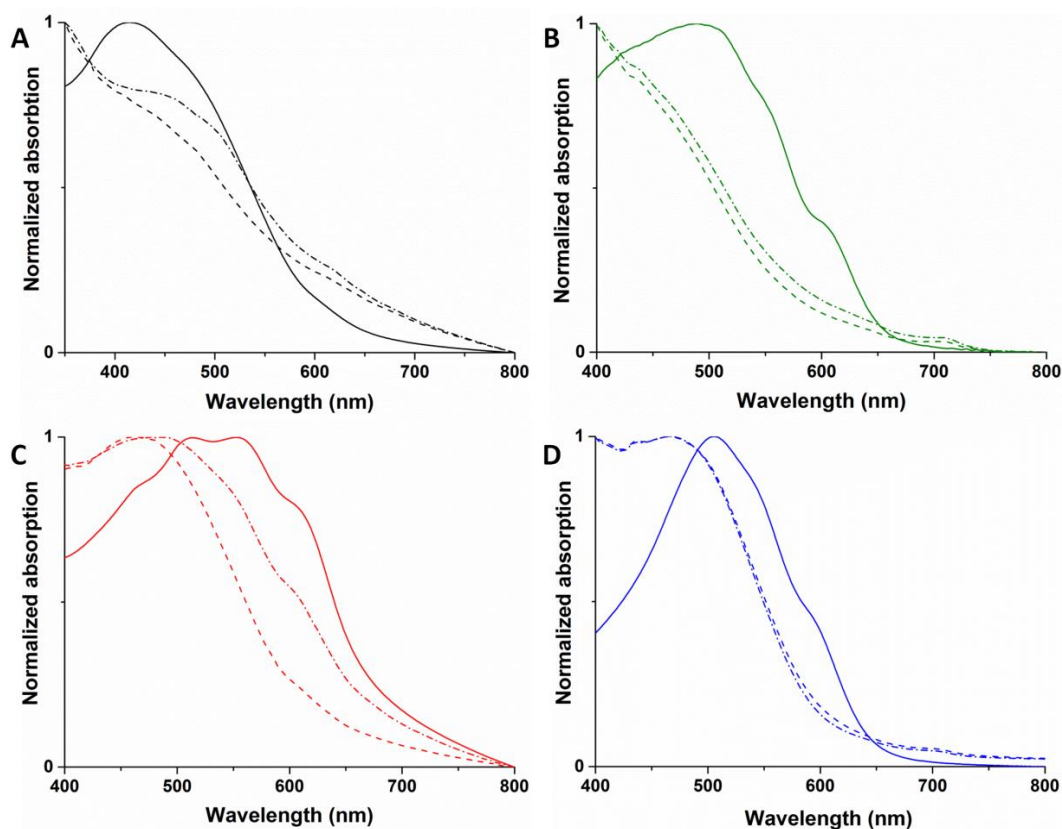 A
Normalized absorbtion
1
0
400 500 600 700 800
Wavelength (nm)
B
Normalized absorption
1
0
400 500 600 700 800
Wavelength (nm)
C
Normalized absorption
1
0
400 500 600 700 800
Wavelength (nm)
D
Normalized absorption
1
0
400 500 600 700 800
Wavelength (nm)